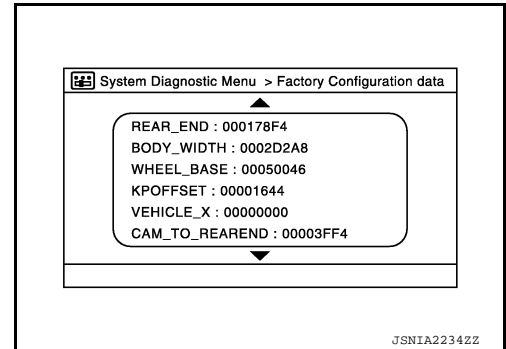 System Diagnostic Menu > Factory Configuration data
REAR_END : 000178F4
BODY_WIDTH : 0002D2A8
WHEEL_BASE : 00050046
KPOFFSET : 00001644
VEHICLE_X : 00000000
CAM_TO_REAREND : 00003FF4
JSNIA2234ZZ